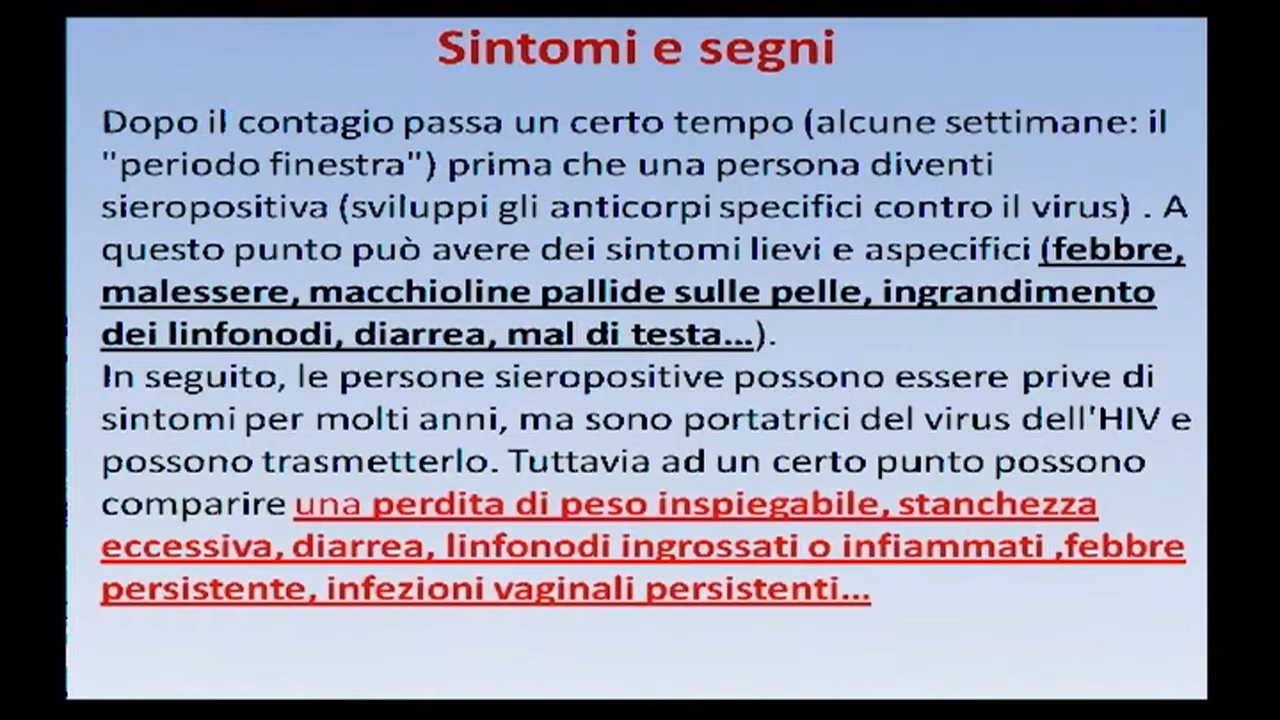 Sintomi e segni
Dopo il contagio passa un certo tempo (alcune settimane: il
"periodo finestra") prima che una persona diventi
sieropositiva (sviluppi gli anticorpi specifici contro il virus) . A
questo punto può avere dei sintomi lievi e aspecifici (febbre,
malessere, macchioline pallide sulle pelle, ingrandimento
dei linfonodi, diarrea, mal di testa...).
In seguito, le persone sieropositive possono essere prive di
sintomi per molti anni, ma sono portatrici del virus dell'HIV e
possono trasmetterlo. Tuttavia ad un certo punto possono
comparire una perdita di peso inspiegabile, stanchezza
eccessiva, diarrea, linfonodi ingrossati o infiammati ,febbre
persistente, infezioni vaginali persistenti...